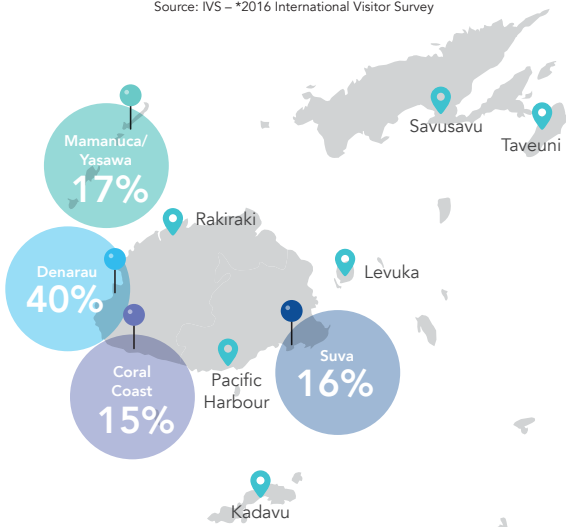 Source: IVS – *2016 International Visitor Survey
Savusavu
Taveuni
Mamanuca/
Yasawa
17%
Rakiraki
Denarau
40%
Levuka
Coral
Coast
15%
Pacific
Harbour
Suva
16%
Kadavu